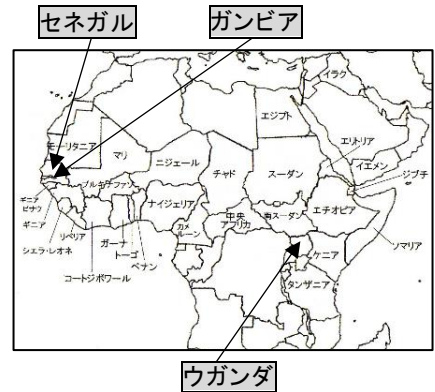 セネガル
ガンビア
イラク
エジプト
モーリタニア
マリ
ニジェール
チャド
スーダン
エリトリア
イエメン
ジブチ
ブルキナファソ
ギニア
ビサウ
ギニア
ナイジェリア
中央
アフリカ
南スーダン
エチオピア
カメ
ルーン
リベリア
シエラ・レオネ
ガーナ
トーゴ
ベナン
コートジボワール
ケニア
ソマリア
タンザニア
ウガンダ